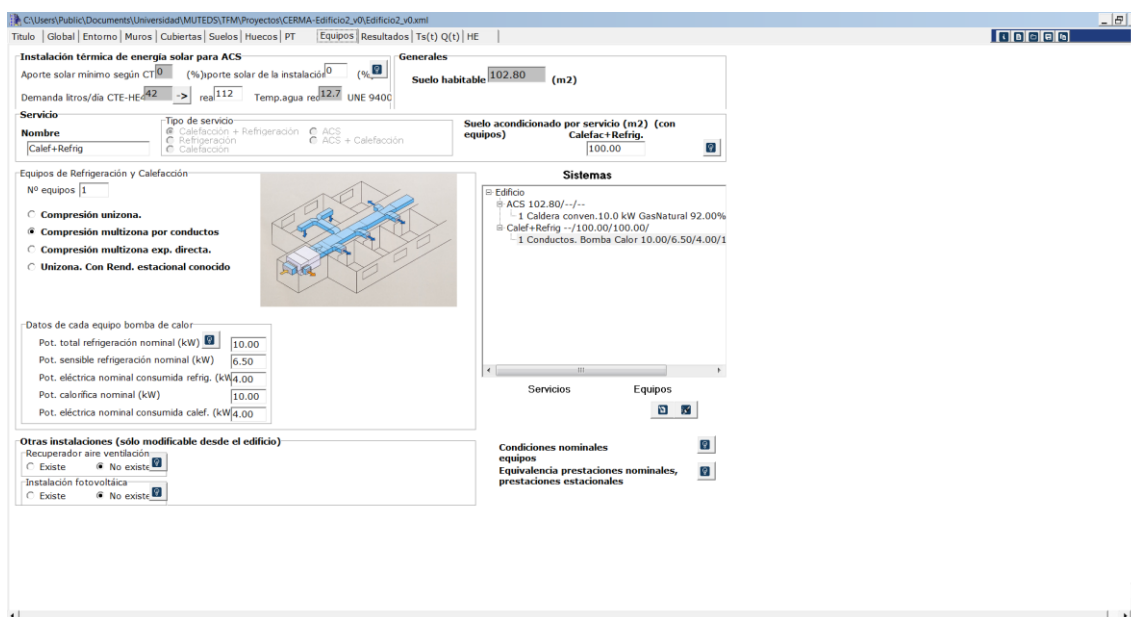 C:\Users\Public\Documents\Universidad\MUTEDS\TFM\Proyectos\CERMA-Edificio2_v0\Edificio2_v0.xml
Titulo Global Entorno Muros Cubiertas Suelos Huecos PT Equipos Resultados Ts(t) Q(t) HE
Instalación térmica de energía solar para ACS
Aporte solar mínimo según CT 0 (%) porte solar de la instalación 0 (%
Demanda litros/día CTE-HE4 42 -> rea 112 Temp.agua red 12.7 UNE 9400
Generales
Suelo habitable 102.80 (m2)
Servicio
Nombre
Calef+Refrig
Tipo de servicio
Calefacción + Refrigeración ACS
Refrigeración ACS + Calefacción
Calefacción
Suelo acondicionado por servicio (m2) (con
equipos) Calefac+Refrig.
100.00
Equipos de Refrigeración y Calefacción
Nº equipos 1
Compresión unizona.
Compresión multizona por conductos
Compresión multizona exp. directa.
Unizona. Con Rend. estacional conocido
Datos de cada equipo bomba de calor
Pot. total refrigeración nominal (kW) 10.00
Pot. sensible refrigeración nominal (kW) 6.50
Pot. eléctrica nominal consumida refrig. (kW 4.00
Pot. calorífica nominal (kW) 10.00
Pot. eléctrica nominal consumida calef. (kW 4.00
Sistemas
Edificio
ACS 102.80/--/--
1 Caldera conven.10.0 kW GasNatural 92.00%
Calef+Refrig --/100.00/100.00/
1 Conductos. Bomba Calor 10.00/6.50/4.00/1
Servicios Equipos
Otras instalaciones (sólo modificable desde el edificio)
Recuperador aire ventilación
Existe No existe
Instalación fotovoltáica
Existe No existe
Condiciones nominales
equipos
Equivalencia prestaciones nominales,
prestaciones estacionales